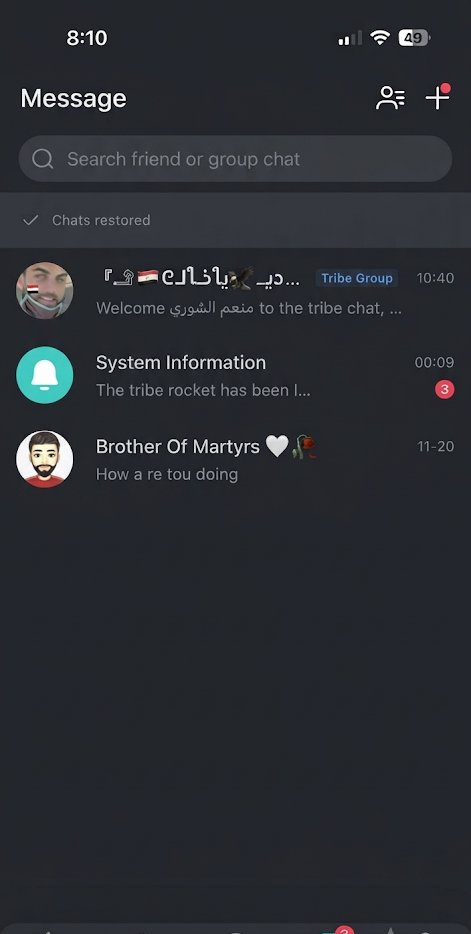 8:10
49
Message
Search friend or group chat
Chats restored
Tribe Group
10:40
Welcome منعم الشوري to the tribe chat, ...
System Information
00:09
The tribe rocket has been l...
3
Brother Of Martyrs 🤍🥀
11-20
How a re tou doing